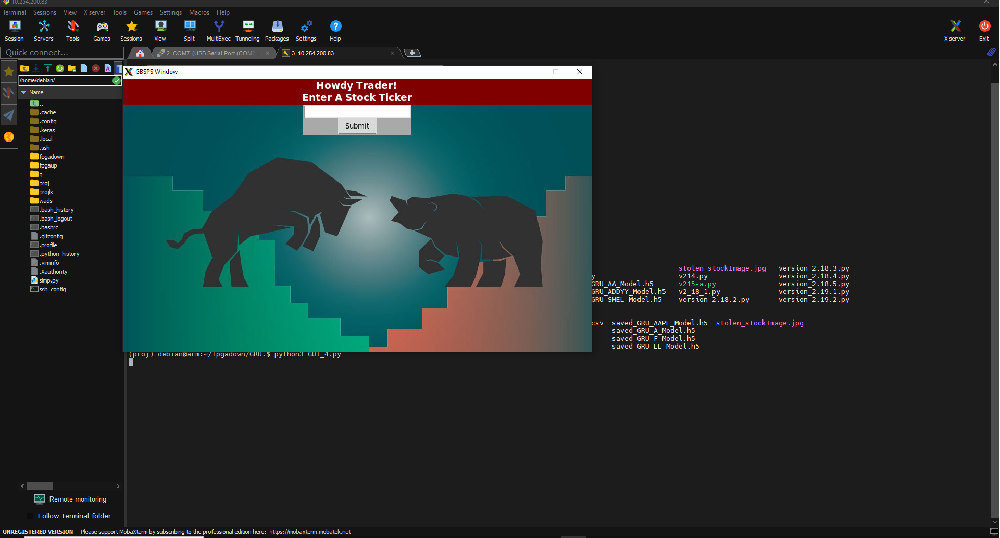 10.254.200.83
Terminal Sessions View X server Tools Games Settings Macros Help
Session Servers Tools Games Sessions View Split MultiExec Tunneling Packages Settings Help X server Exit
Quick connect...
2. COM7 (USB Serial Port (COM7
3. 10.254.200.83
/home/debian/
Name
..
.cache
.config
.keras
.local
.ssh
fpgadown
fpgaup
g
proj
projls
wads
.bash_history
.bash_logout
.bashrc
.gitconfig
.profile
.python_history
.viminfo
.Xauthority
simp.py
ssh_config
Remote monitoring
Follow terminal folder
GBSPS Window
Howdy Trader!
Enter A Stock Ticker
Submit
stolen_stockImage.jpg version_2.18.3.py
y v214.py version_2.18.4.py
GRU_AA_Model.h5 v215-a.py version_2.18.5.py
GRU_ADDYY_Model.h5 v2_18_1.py version_2.19.1.py
GRU_SHEL_Model.h5 version_2.18.2.py version_2.19.2.py
csv saved_GRU_AAPL_Model.h5 stolen_stockImage.jpg
saved_GRU_A_Model.h5
saved_GRU_F_Model.h5
saved_GRU_LL_Model.h5
(proj) debian@arm:~/fpgadown/GRU.$ python3 GUI_4.py
UNREGISTERED VERSION - Please support MobaXterm by subscribing to the professional edition here: https://mobaxterm.mobatek.net